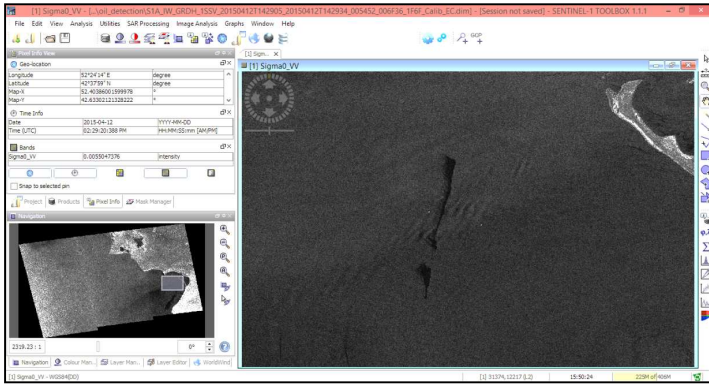 [1] Sigma0_VV - [...\oil_detection\S1A_IW_GRDH_1SSV_20150412T142905_20150412T142934_005452_006F36_1F6F_Calib_EC.dim] - [Session not saved] - SENTINEL-1 TOOLBOX 1.1.1
File Edit View Analysis Utilities SAR Processing Image Analysis Graphs Window Help
GCP
Pixel Info View
[1] Sigm... X
[1] Sigma0_VV
Geo-location
Longitude 52°24'14" E degree
Latitude 42°37'59" N degree
Map-X 52.40386001599978 °
Map-Y 42.63302121328222 °
Time Info
Date 2015-04-12 YYYY-MM-DD
Time (UTC) 02:29:20:388 PM HH:MM:SS:mm [AM/PM]
Bands
Sigma0_VV 0.0055047376 intensity
Snap to selected pin
Project Products Pixel Info Mask Manager
Navigation
2319.23 : 1 0°
Navigation Colour Man... Layer Man... Layer Editor WorldWind
[1] Sigma0_VV - WGS84(DD) [1] 31374,12217 (L2) 15:50:24 225M of 406M